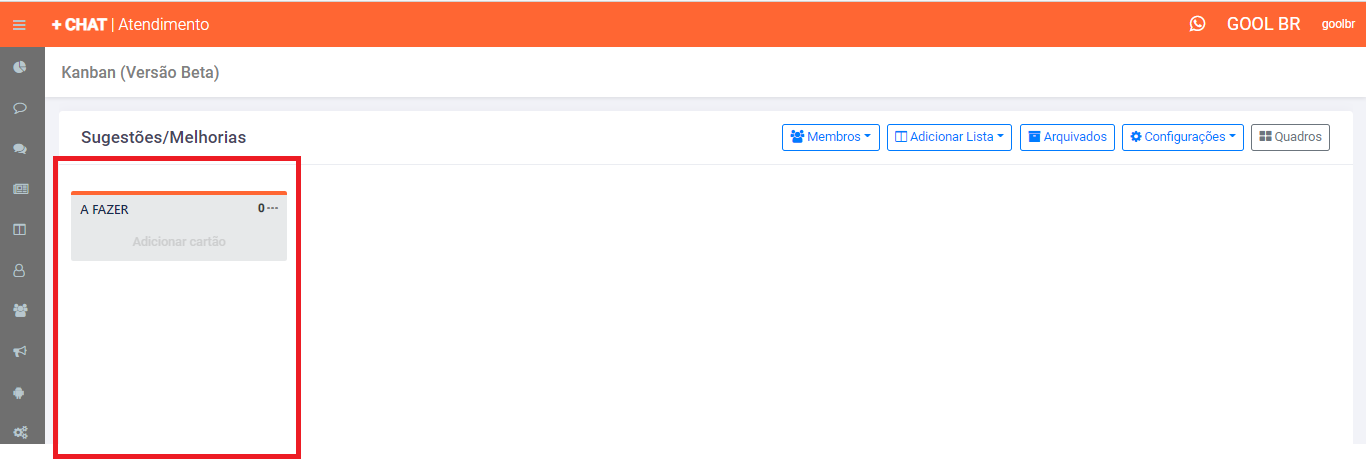 + CHAT | Atendimento GOOL BR goolbr
Kanban (Versão Beta)
Sugestões/Melhorias Membros Adicionar Lista Arquivados Configurações Quadros
A FAZER 0
Adicionar cartão